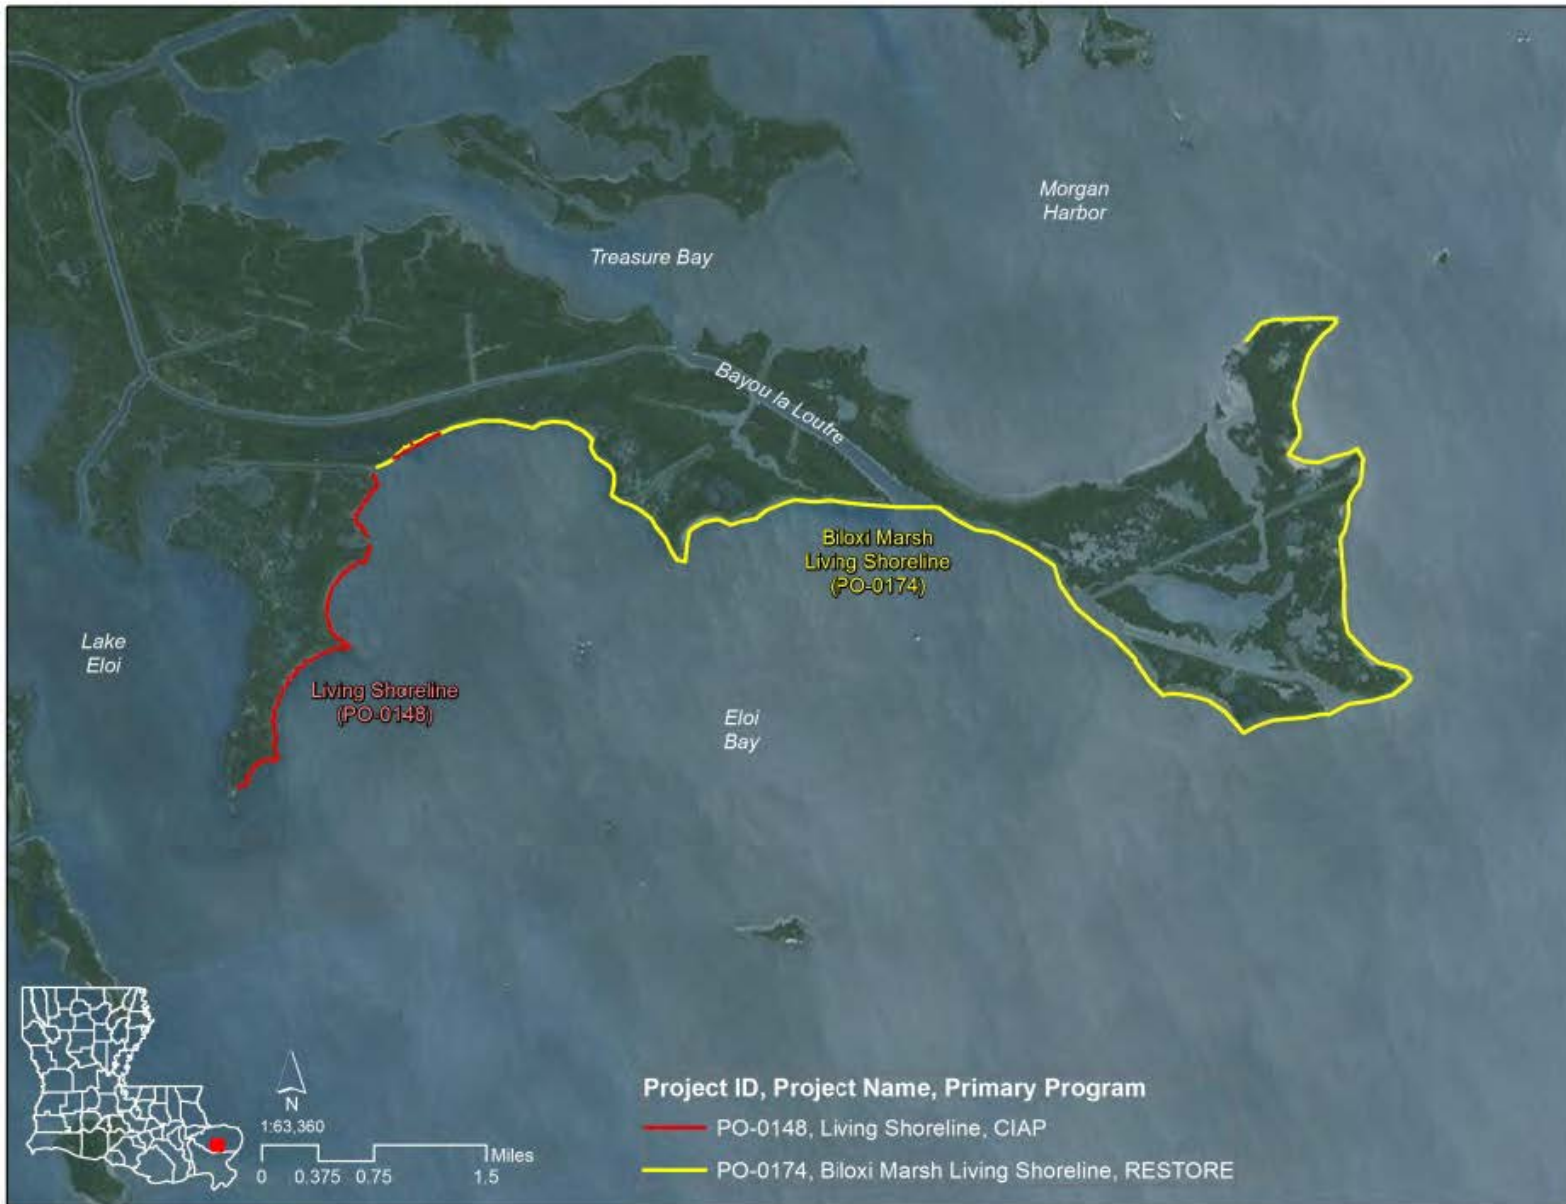 Morgan
Harbor
Treasure Bay
Bayou la Loutre
Biloxi Marsh
Living Shoreline
(PO-0174)
Lake
Eloi
Living Shoreline
(PO-0148)
Eloi
Bay
N
1:63,360
Miles
0 0.375 0.75 1.5
Project ID, Project Name, Primary Program
PO-0148, Living Shoreline, CIAP
PO-0174, Biloxi Marsh Living Shoreline, RESTORE